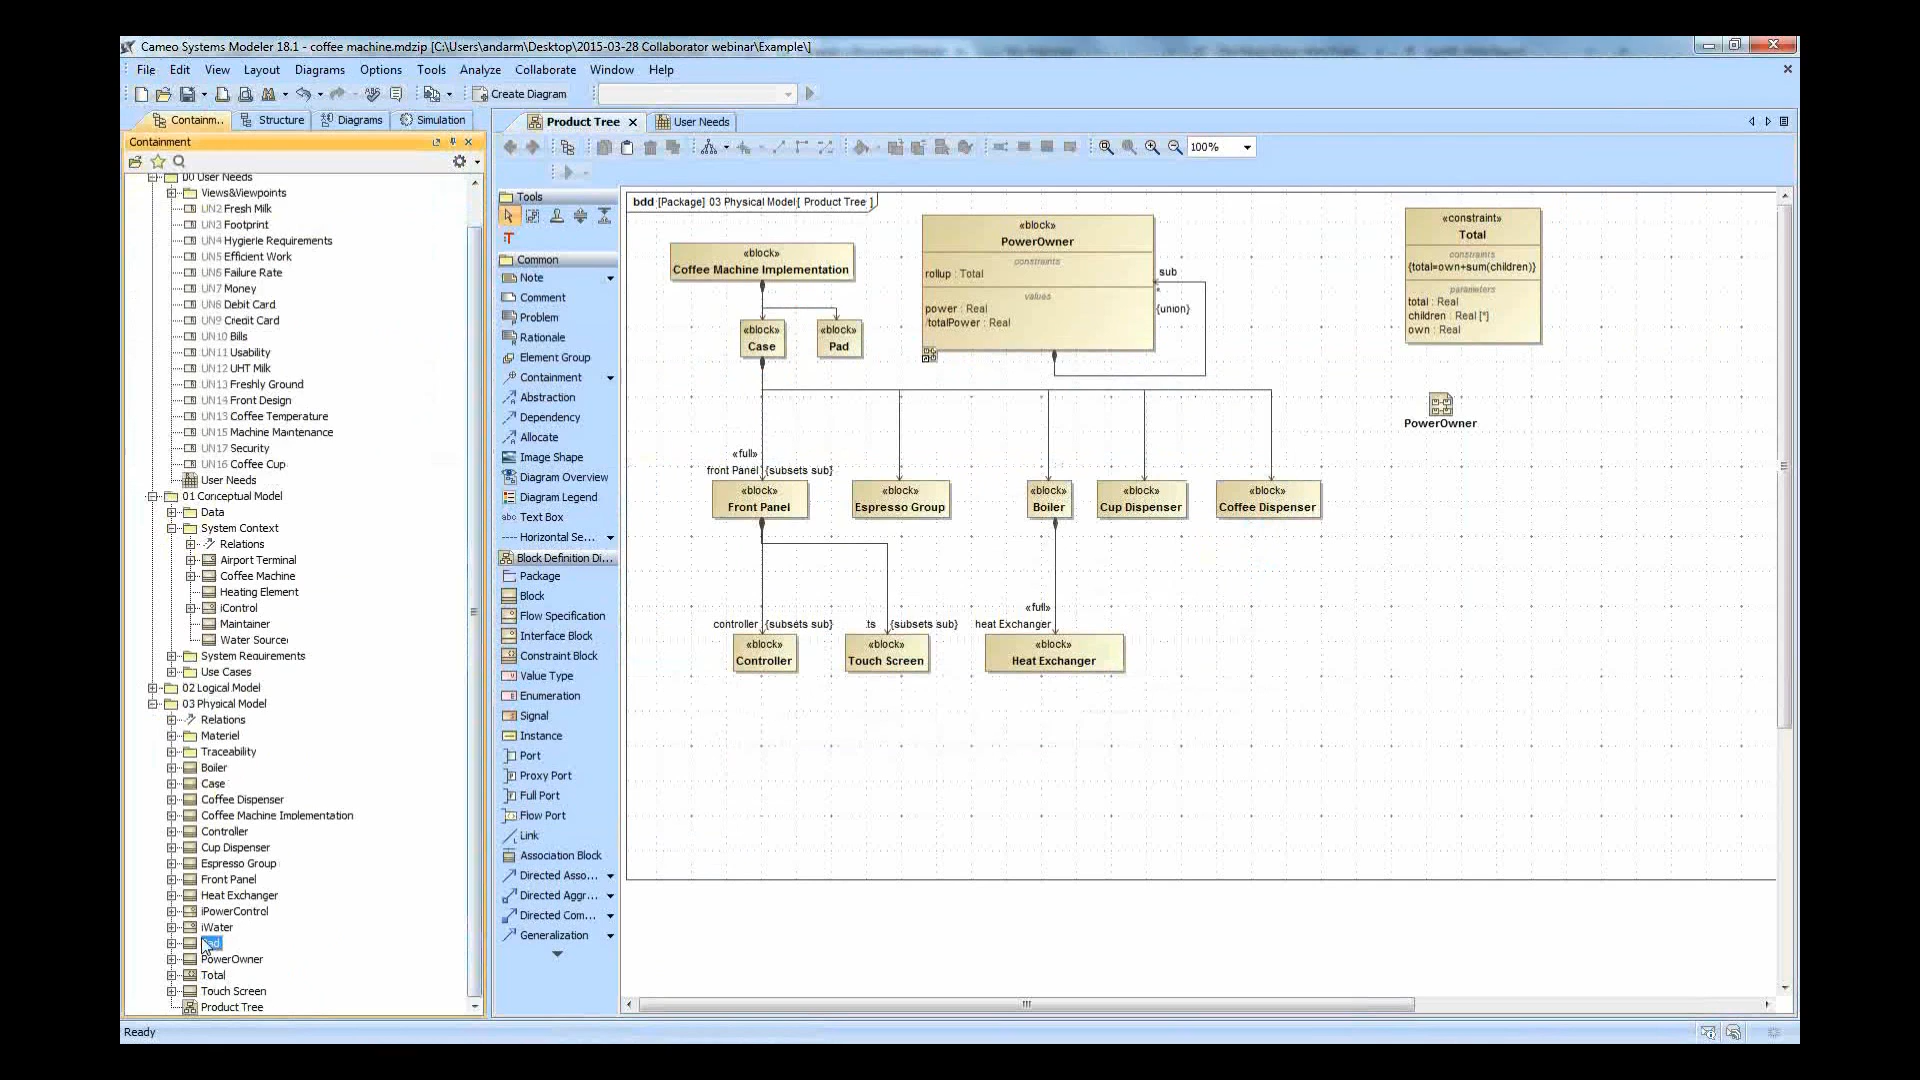 Cameo Systems Modeler 18.1 - coffee machine.mdzip [C:\Users\andarm\Desktop\2015-03-28 Collaborator webinar\Example\]
File Edit View Layout Diagrams Options Tools Analyze Collaborate Window Help
Create Diagram
Containm.. Structure Diagrams Simulation
Containment
00 User Needs
Views&Viewpoints
UN2 Fresh Milk
UN3 Footprint
UN4 Hygiene Requirements
UN5 Efficient Work
UN6 Failure Rate
UN7 Money
UN8 Debit Card
UN9 Credit Card
UN10 Bills
UN11 Usability
UN12 UHT Milk
UN13 Freshly Ground
UN14 Front Design
UN13 Coffee Temperature
UN15 Machine Maintenance
UN17 Security
UN16 Coffee Cup
User Needs
01 Conceptual Model
Data
System Context
Relations
Airport Terminal
Coffee Machine
Heating Element
iControl
Maintainer
Water Source
System Requirements
Use Cases
02 Logical Model
03 Physical Model
Relations
Materiel
Traceability
Boiler
Case
Coffee Dispenser
Coffee Machine Implementation
Controller
Cup Dispenser
Espresso Group
Front Panel
Heat Exchanger
iPowerControl
iWater
PowerOwner
Total
Touch Screen
Product Tree
Product Tree User Needs
100%
Tools
Common
Note
Comment
Problem
Rationale
Element Group
Containment
Abstraction
Dependency
Allocate
Image Shape
Diagram Overview
Diagram Legend
abc Text Box
Horizontal Se...
Block Definition Di...
Package
Block
Flow Specification
Interface Block
Constraint Block
Value Type
Enumeration
Signal
Instance
Port
Proxy Port
Full Port
Flow Port
Link
Association Block
Directed Asso...
Directed Aggr...
Directed Com...
Generalization
bdd [Package] 03 Physical Model[ Product Tree ]
«block»
Coffee Machine Implementation
«block»
Case
«block»
Pad
«block»
PowerOwner
constraints
rollup : Total
values
power : Real
/totalPower : Real
sub
*
{union}
«constraint»
Total
constraints
{total=own+sum(children)}
parameters
total : Real
children : Real [*]
own : Real
PowerOwner
«full»
front Panel {subsets sub}
«block»
Front Panel
«block»
Espresso Group
«block»
Boiler
«block»
Cup Dispenser
«block»
Coffee Dispenser
controller {subsets sub}
ts {subsets sub}
«full»
heat Exchanger
«block»
Controller
«block»
Touch Screen
«block»
Heat Exchanger
Ready